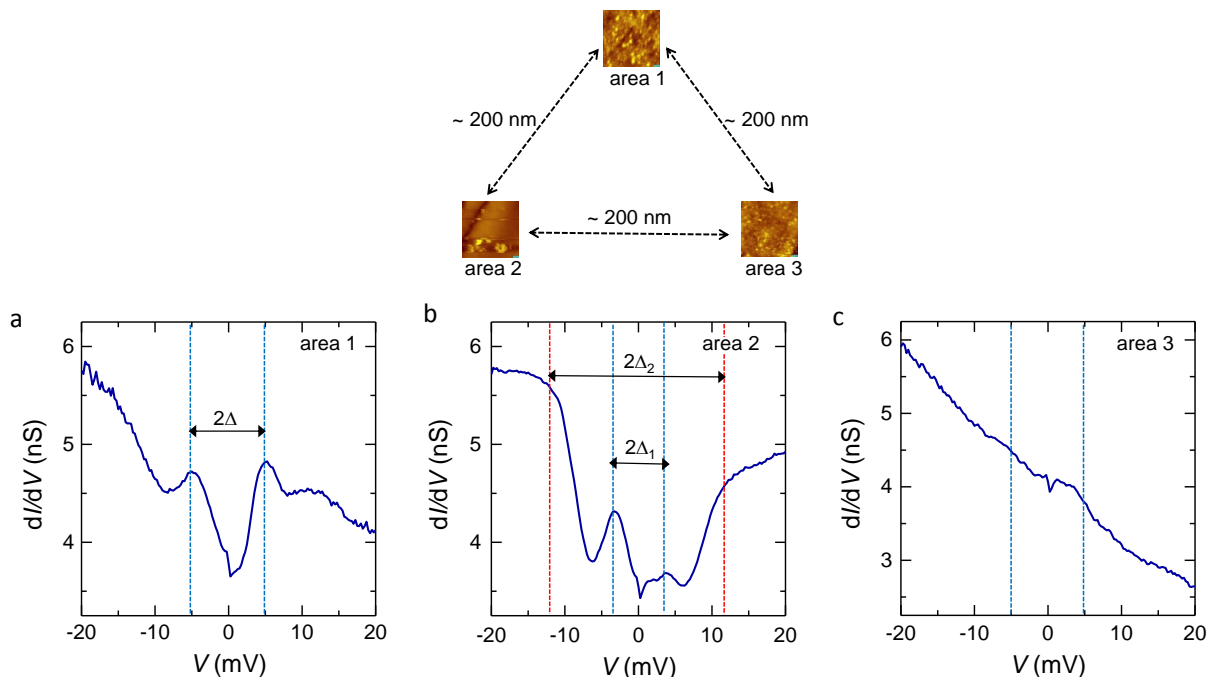 area 1
~ 200 nm
~ 200 nm
~ 200 nm
area 2
area 3
a
area 1
2Δ
6
5
4
dI/dV (nS)
-20
-10
0
10
20
V (mV)
b
area 2
2Δ2
2Δ1
6
5
4
dI/dV (nS)
-20
-10
0
10
20
V (mV)
c
area 3
6
5
4
3
dI/dV (nS)
-20
-10
0
10
20
V (mV)